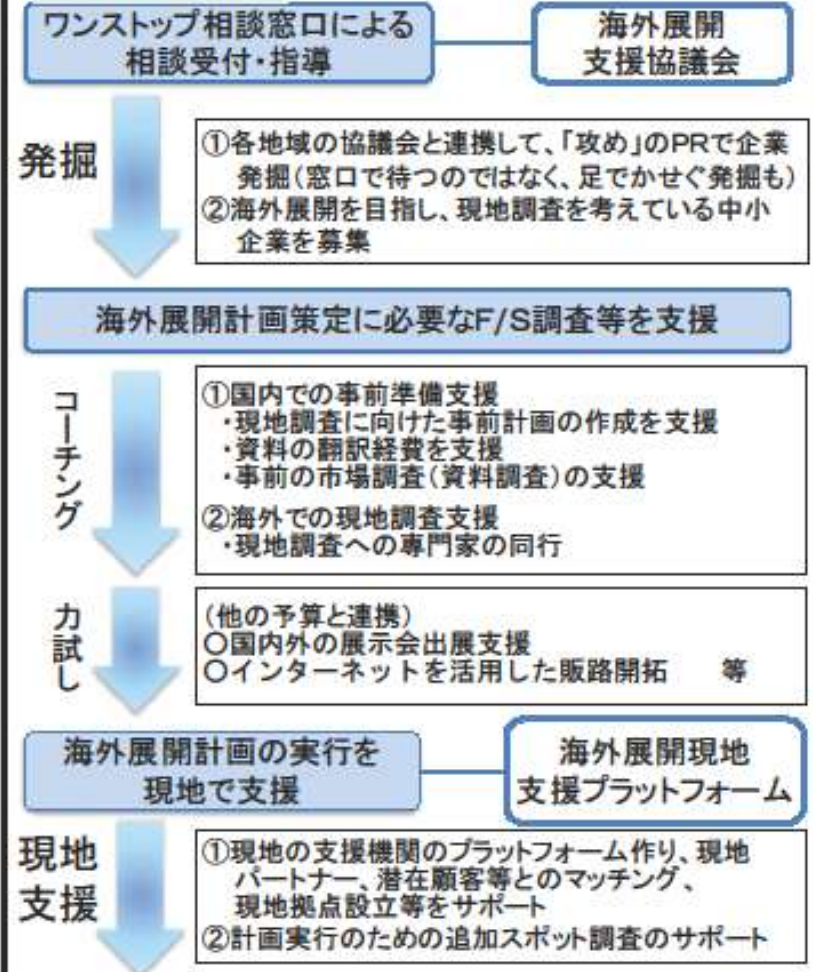 ワンストップ相談窓口による
相談受付・指導
海外展開
支援協議会
発掘
①各地域の協議会と連携して、「攻め」のPRで企業
発掘(窓口で待つのではなく、足でかせぐ発掘も)
②海外展開を目指し、現地調査を考えている中小
企業を募集
海外展開計画策定に必要なF/S調査等を支援
コーチング
①国内での事前準備支援
・現地調査に向けた事前計画の作成を支援
・資料の翻訳経費を支援
・事前の市場調査(資料調査)の支援
②海外での現地調査支援
・現地調査への専門家の同行
力試し
(他の予算と連携)
○国内外の展示会出展支援
○インターネットを活用した販路開拓　等
海外展開計画の実行を
現地で支援
海外展開現地
支援プラットフォーム
現地
支援
①現地の支援機関のプラットフォーム作り、現地
パートナー、潜在顧客等とのマッチング、
現地拠点設立等をサポート
②計画実行のための追加スポット調査のサポート